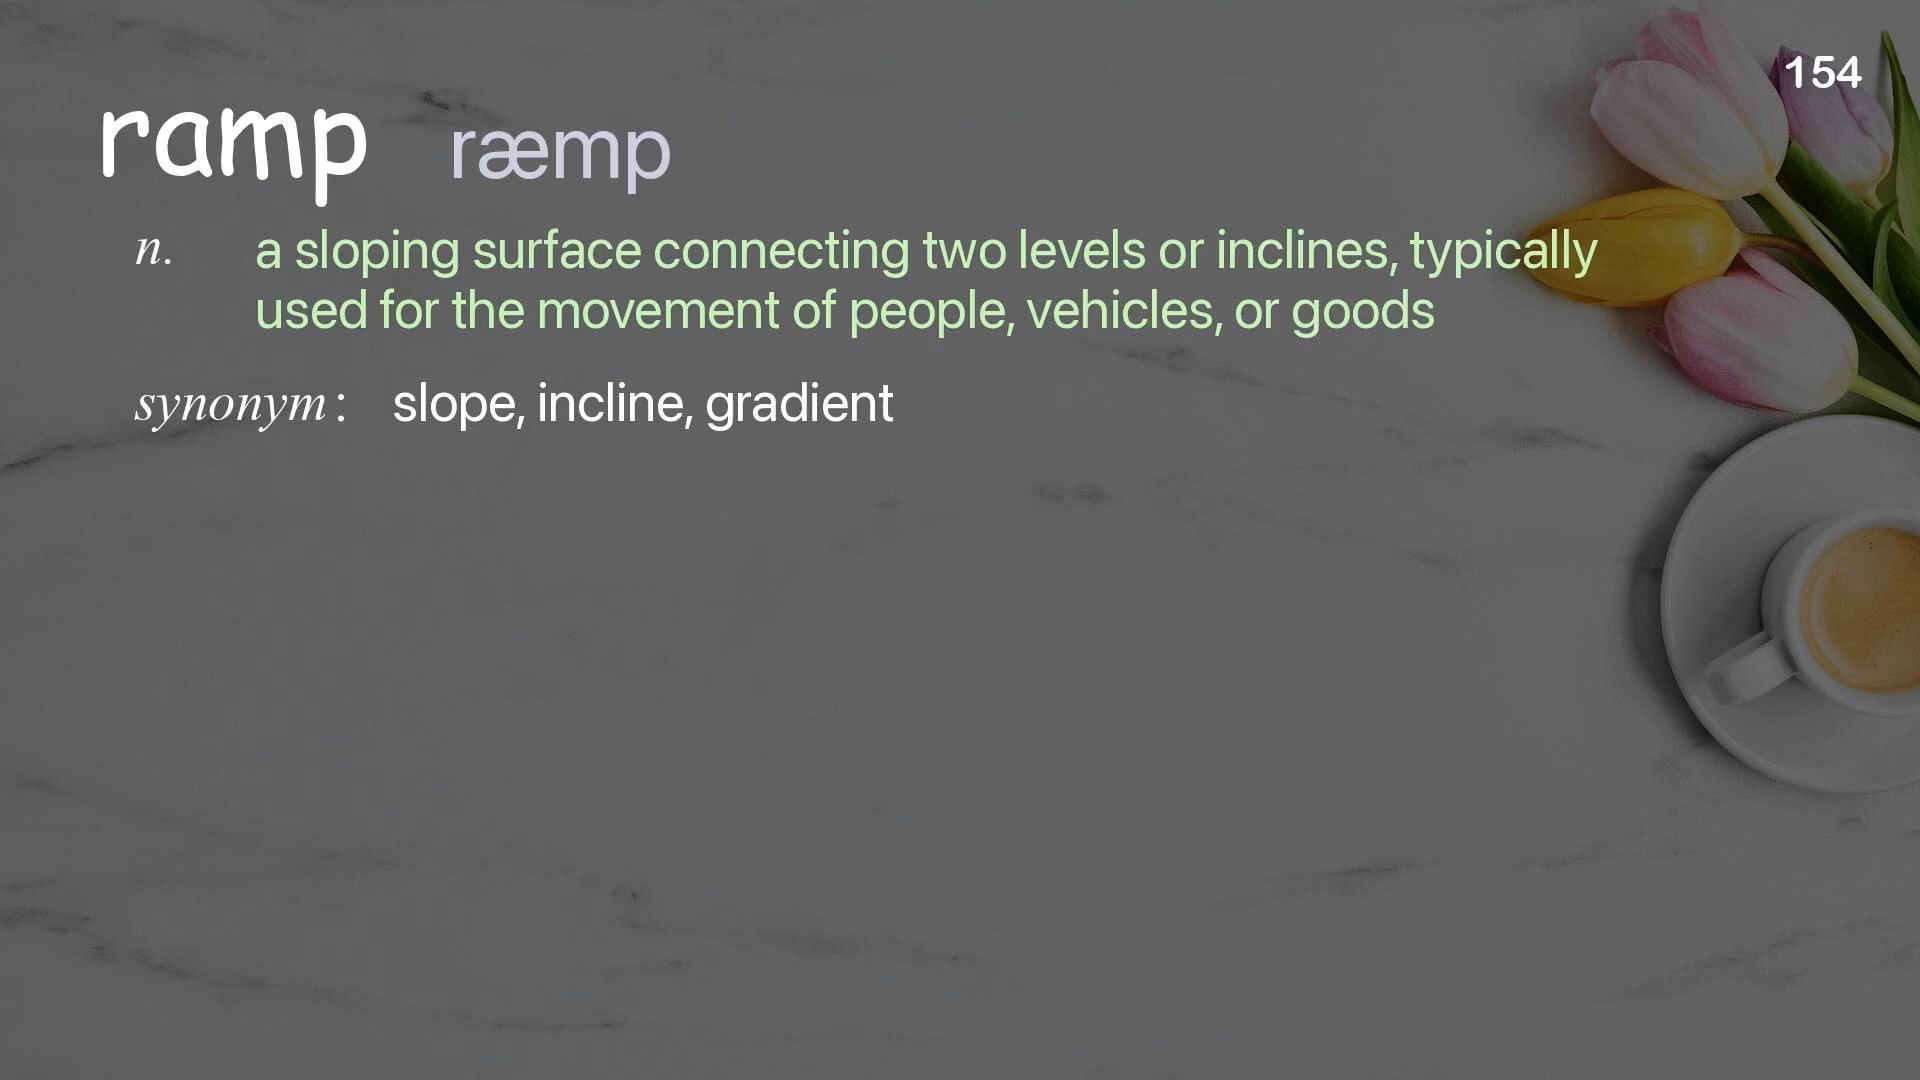 154
ramp ræmp
n. a sloping surface connecting two levels or inclines, typically
used for the movement of people, vehicles, or goods
synonym: slope, incline, gradient